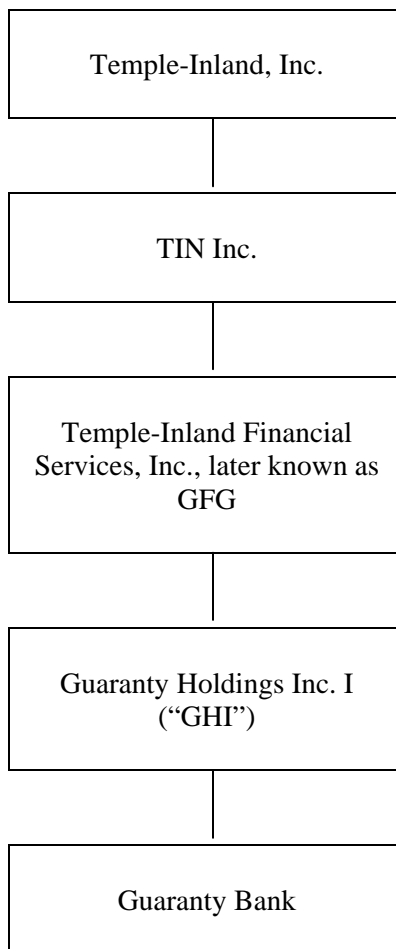 Temple-Inland, Inc.
TIN Inc.
Temple-Inland Financial
Services, Inc., later known as
GFG
Guaranty Holdings Inc. I
(“GHI”)
Guaranty Bank